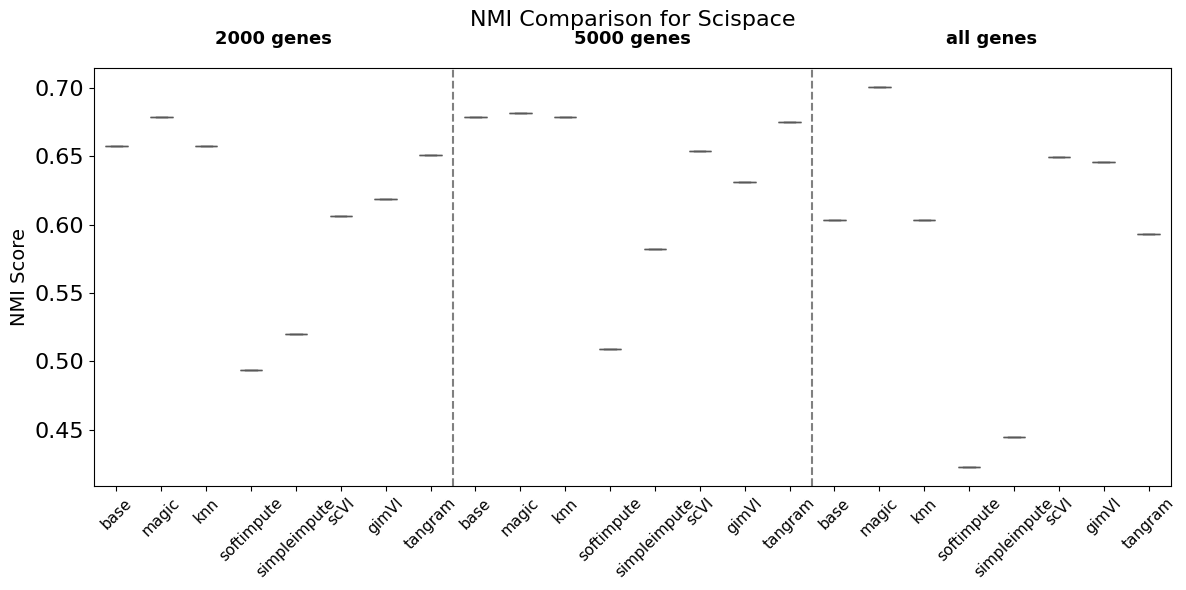 NMI Comparison for Scispace
2000 genes
5000 genes
all genes
NMI Score
0.70
0.65
0.60
0.55
0.50
0.45
base
magic
knn
softimpute
simpleimpute
scVI
gimVI
tangram
base
magic
knn
softimpute
simpleimpute
scVI
gimVI
tangram
base
magic
knn
softimpute
simpleimpute
scVI
gimVI
tangram